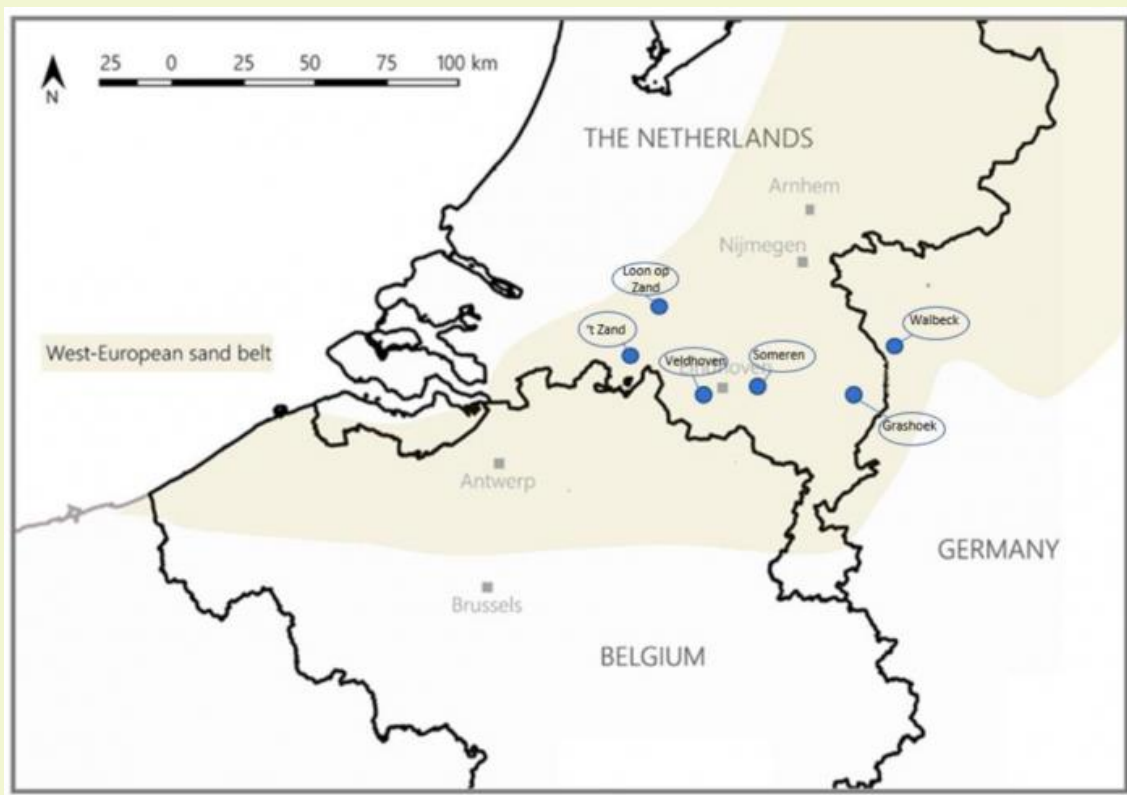 25 0 25 50 75 100 km
N
THE NETHERLANDS
Arnhem
Nijmegen
Loon op
Zand
't Zand
Walbeck
Veldhoven
Someren
West-European sand belt
Grashoek
Antwerp
GERMANY
Brussels
BELGIUM